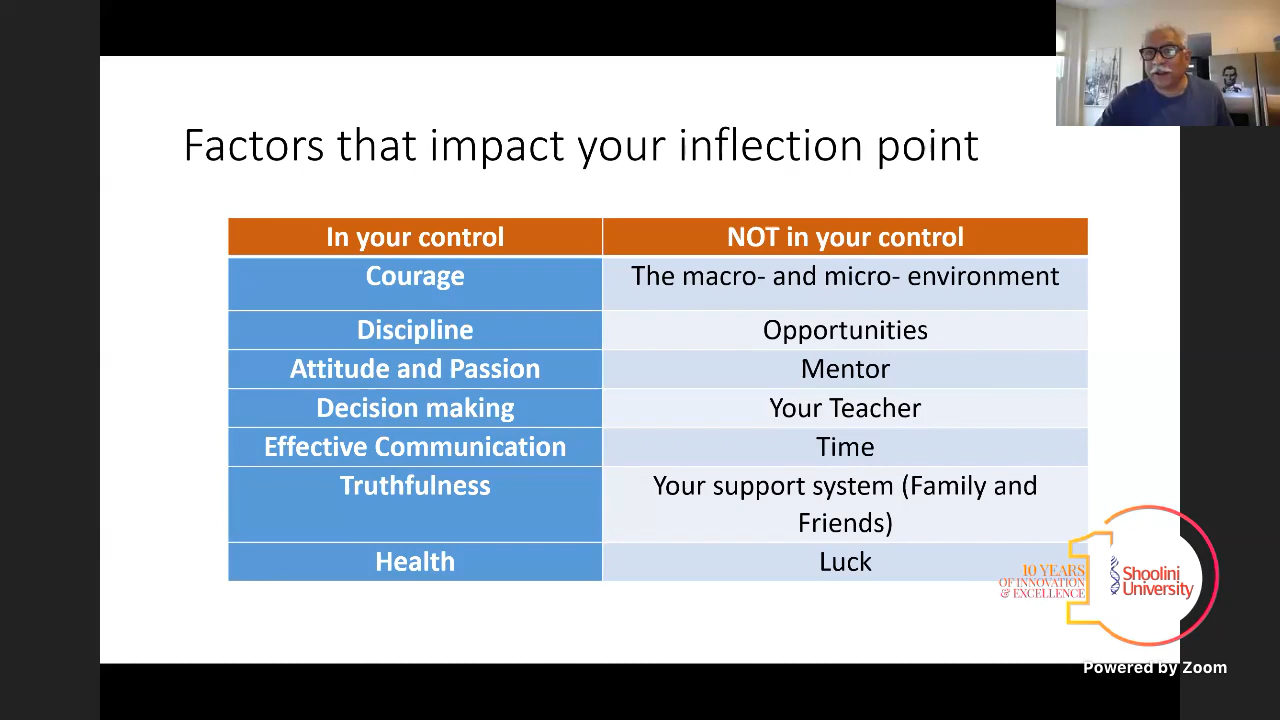 Factors that impact your inflection point
In your control
NOT in your control
Courage
The macro- and micro- environment
Discipline
Opportunities
Attitude and Passion
Mentor
Decision making
Your Teacher
Effective Communication
Time
Truthfulness
Your support system (Family and
Friends)
Health
Luck
10 YEARS
OF INNOVATION
& EXCELLENCE
Shoolini
University
Powered by Zoom